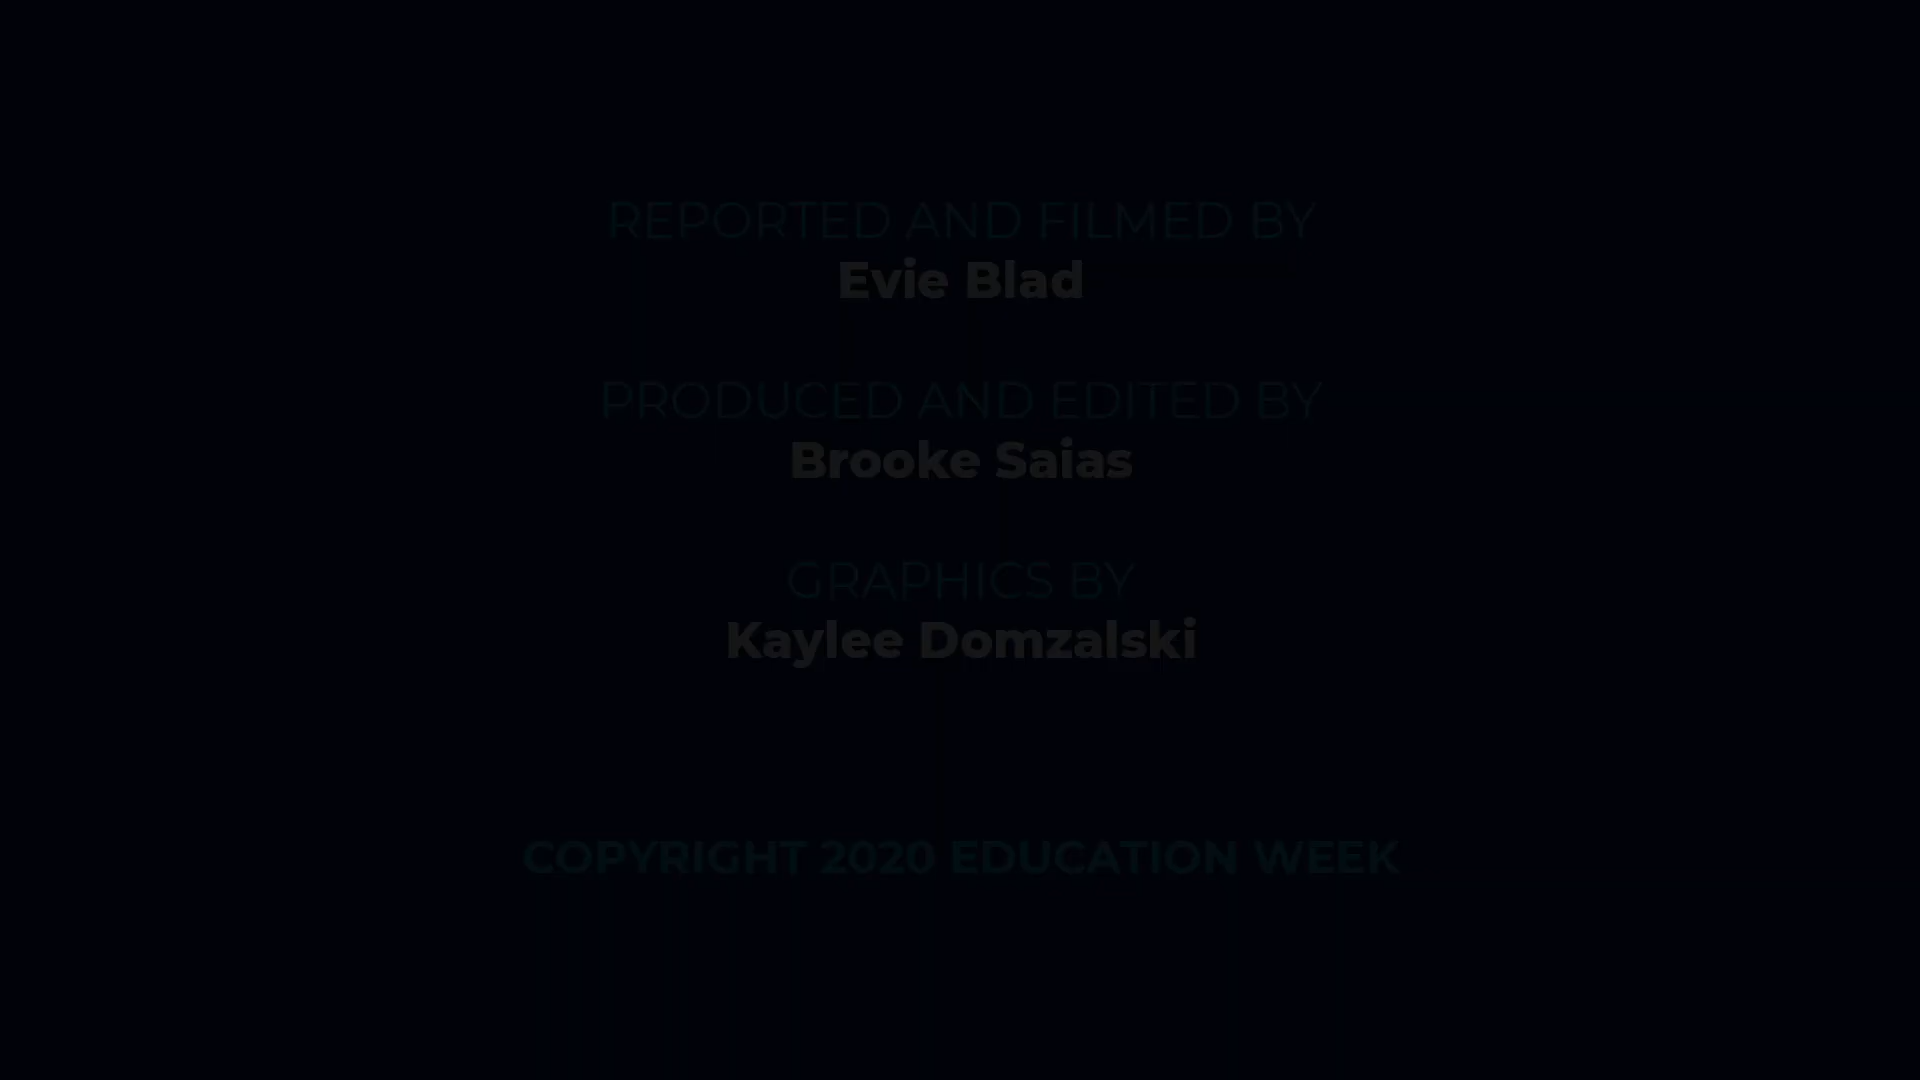 REPORTED AND FILMED BY
Evie Blad
PRODUCED AND EDITED BY
Brooke Saias
GRAPHICS BY
Kaylee Domzalski
COPYRIGHT 2020 EDUCATION WEEK